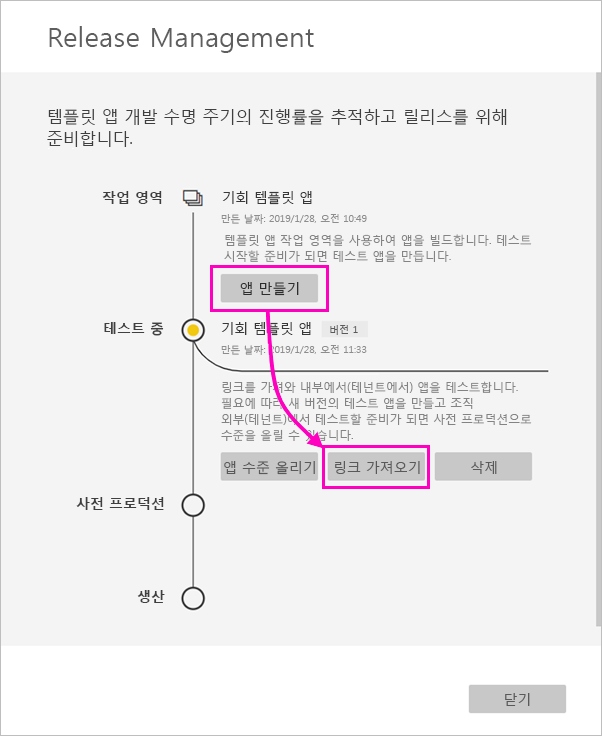 Release Management
템플릿 앱 개발 수명 주기의 진행률을 추적하고 릴리스를 위해
준비합니다.
작업 영역
기회 템플릿 앱
만든 날짜: 2019/1/28, 오전 10:49
템플릿 앱 작업 영역을 사용하여 앱을 빌드합니다. 테스트
시작할 준비가 되면 테스트 앱을 만듭니다.
앱 만들기
테스트 중
기회 템플릿 앱 버전 1
만든 날짜: 2019/1/28, 오전 11:33
링크를 가져와 내부에서(테넌트에서) 앱을 테스트합니다.
필요에 따라 새 버전의 테스트 앱을 만들고 조직
외부(테넌트)에서 테스트할 준비가 되면 사전 프로덕션으로
수준을 올릴 수 있습니다.
앱 수준 올리기 링크 가져오기 삭제
사전 프로덕션
생산
닫기